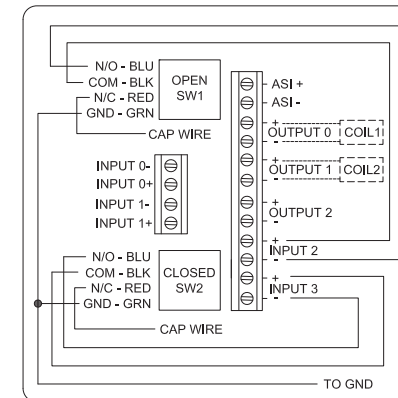 N/O - BLU
COM - BLK
N/C - RED
GND - GRN
CAP WIRE
OPEN
SW1
INPUT 0-
INPUT 0+
INPUT 1-
INPUT 1+
N/O - BLU
COM - BLK
N/C - RED
GND - GRN
CAP WIRE
CLOSED
SW2
ASI +
ASI -
+
OUTPUT 0 COIL1
-
+
OUTPUT 1 COIL2
-
+
OUTPUT 2
-
+
INPUT 2
-
+
INPUT 3
-
TO GND